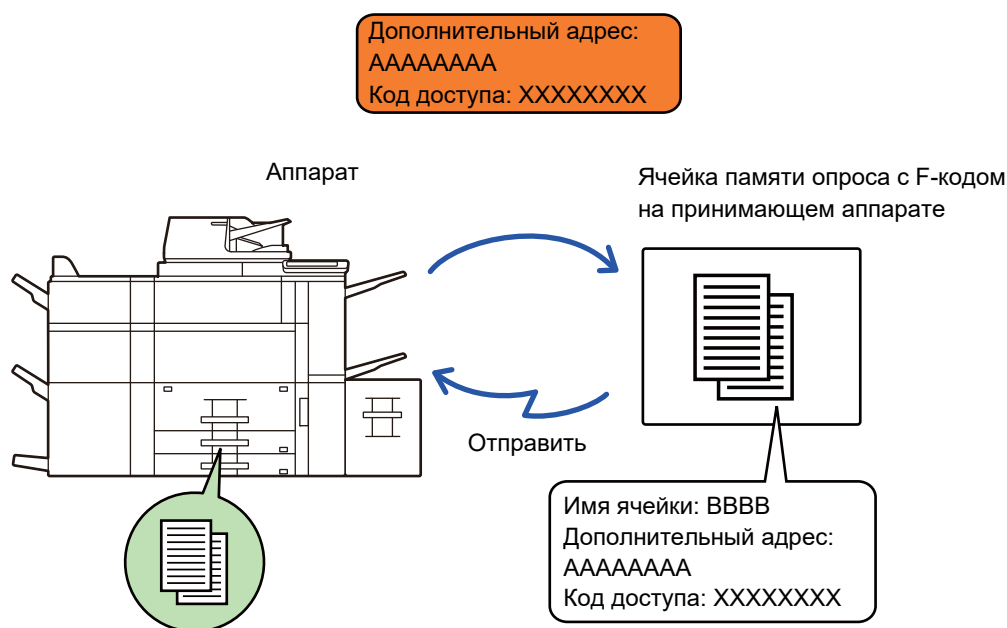 Дополнительный адрес:
AAAAAAAA
Код доступа: XXXXXXXX
Аппарат
Ячейка памяти опроса с F-кодом
на принимающем аппарате
Отправить
Имя ячейки: BBBB
Дополнительный адрес:
AAAAAAAA
Код доступа: XXXXXXXX